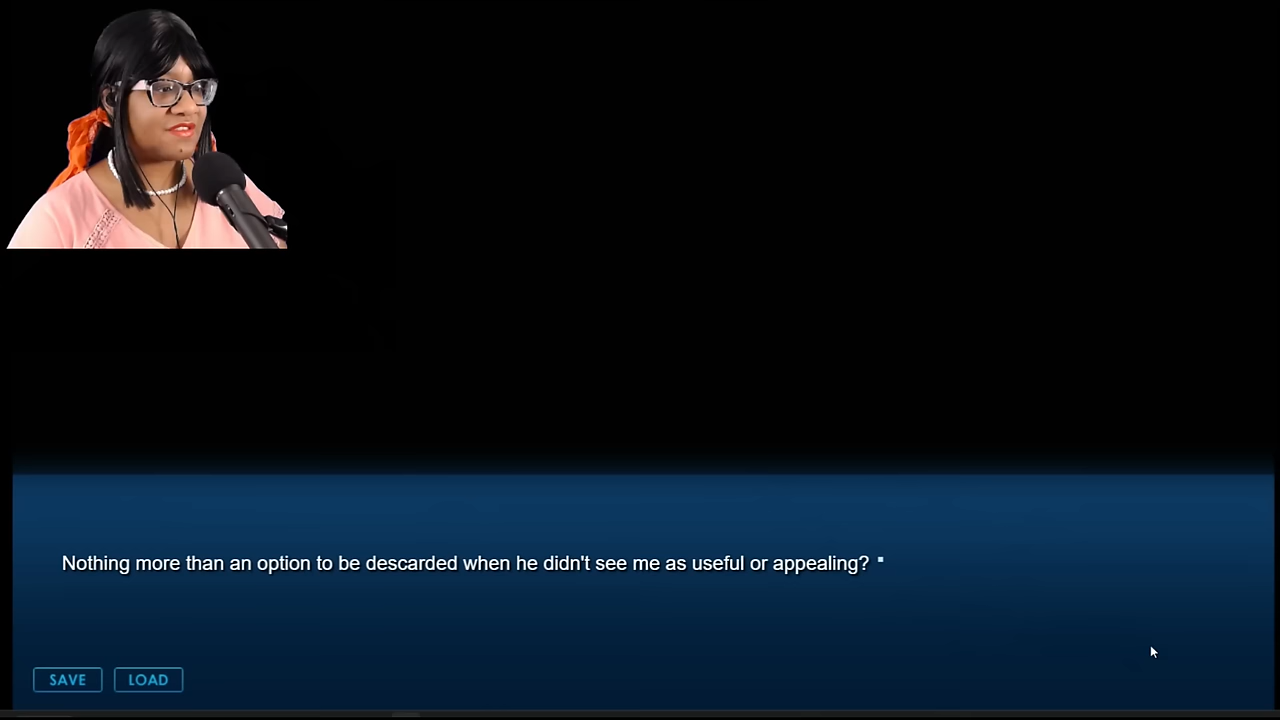 Nothing more than an option to be descarded when he didn't see me as useful or appealing?
SAVE LOAD